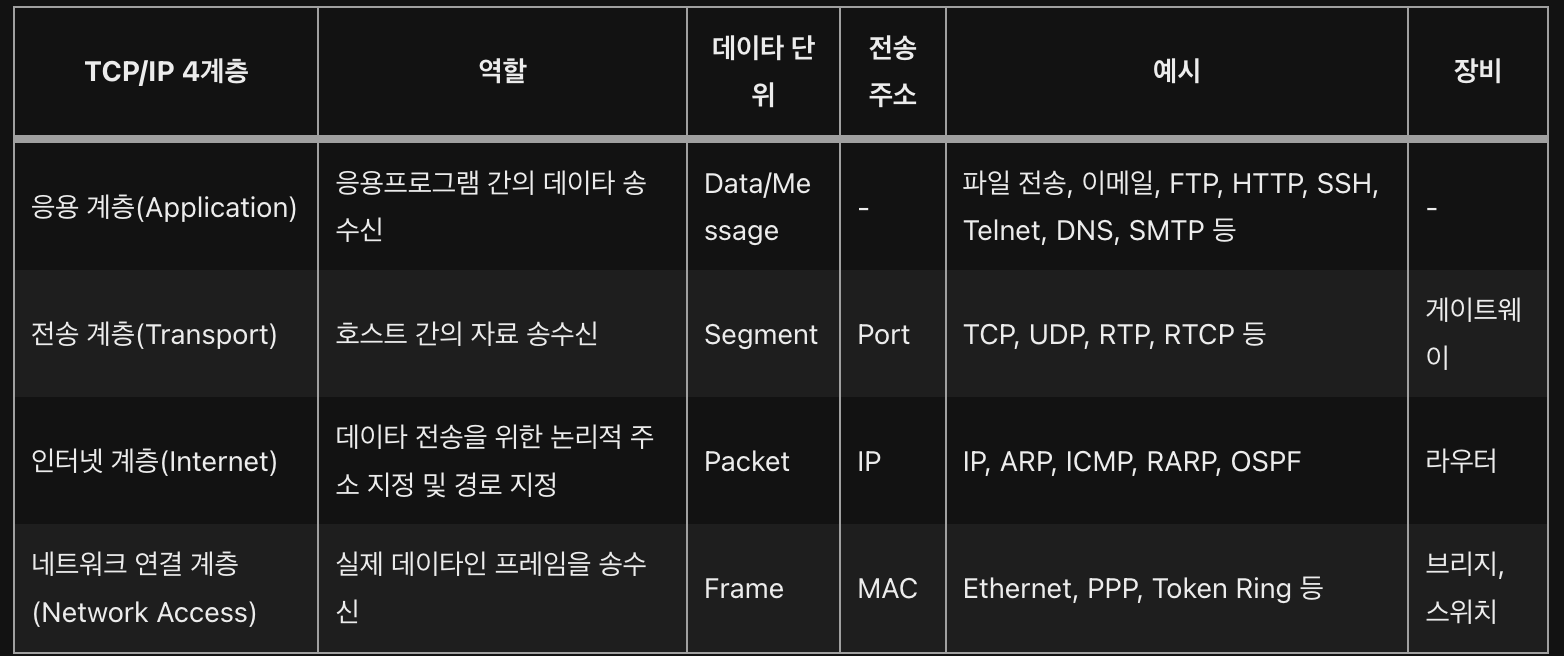 TCP/IP 4계층
역할
데이타 단
위
전송
주소
예시
장비
응용 계층(Application)
응용프로그램 간의 데이타 송
수신
Data/Me
ssage
-
파일 전송, 이메일, FTP, HTTP, SSH,
Telnet, DNS, SMTP 등
-
전송 계층(Transport)
호스트 간의 자료 송수신
Segment
Port
TCP, UDP, RTP, RTCP 등
게이트웨
이
인터넷 계층(Internet)
데이타 전송을 위한 논리적 주
소 지정 및 경로 지정
Packet
IP
IP, ARP, ICMP, RARP, OSPF
라우터
네트워크 연결 계층
(Network Access)
실제 데이타인 프레임을 송수
신
Frame
MAC
Ethernet, PPP, Token Ring 등
브리지,
스위치